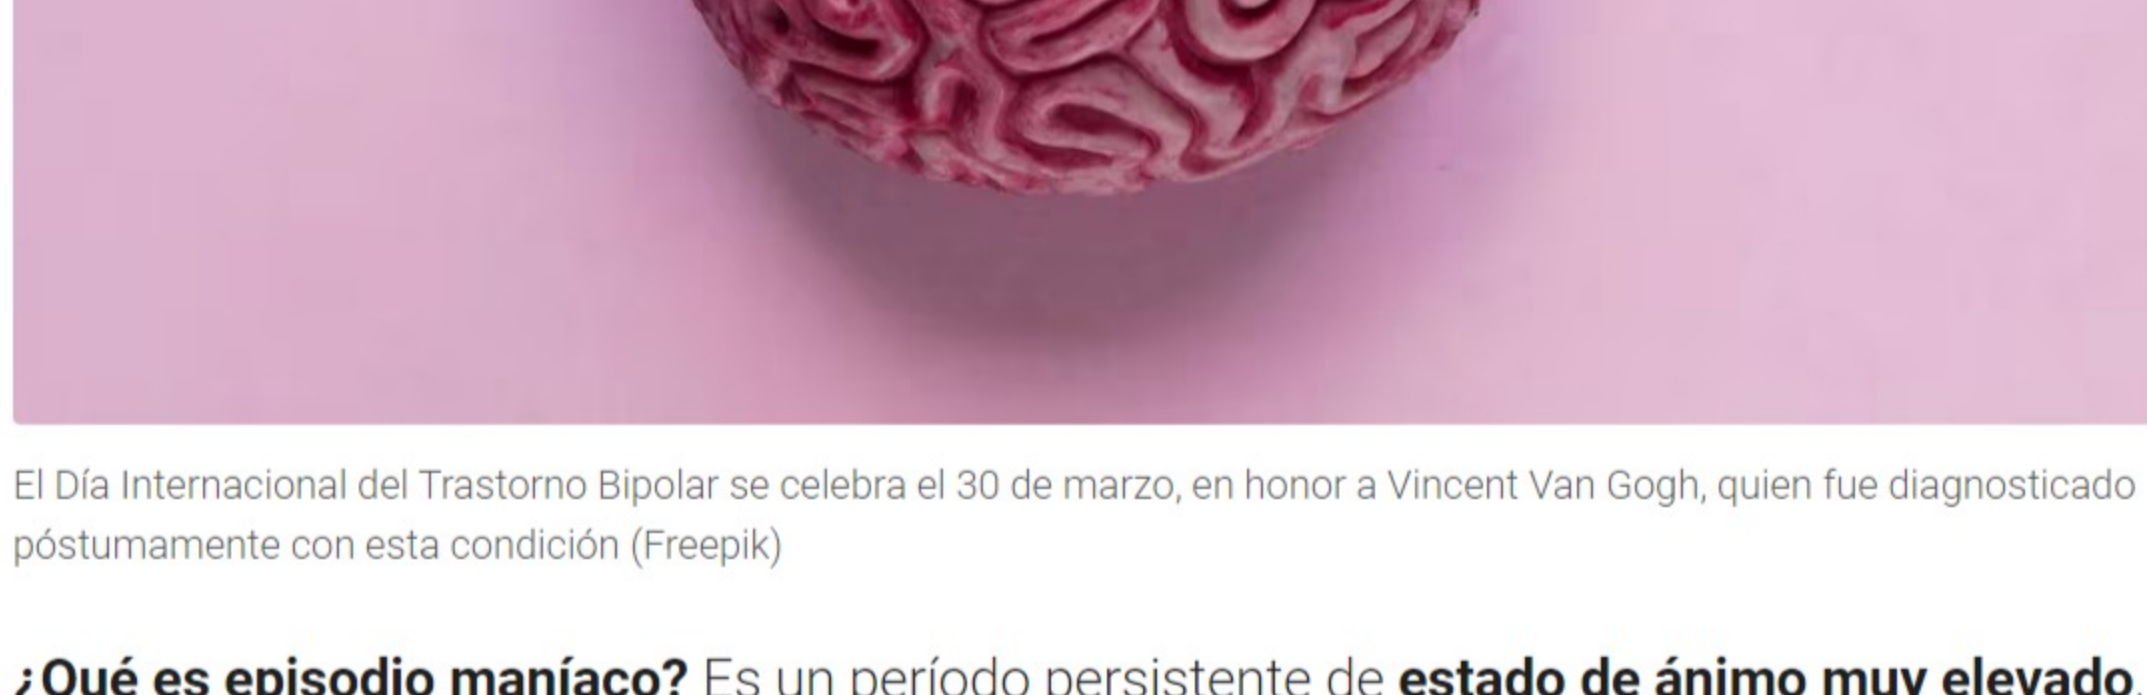 El Día Internacional del Trastorno Bipolar se celebra el 30 de marzo, en honor a Vincent Van Gogh, quien fue diagnosticado
póstumamente con esta condición (Freepik)
¿Qué es episodio maníaco? Es un período persistente de estado de ánimo muy elevado,